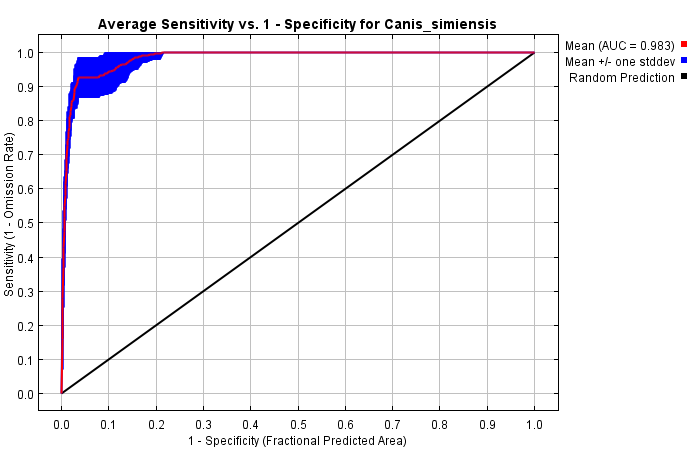 Average Sensitivity vs. 1 - Specificity for Canis_simiensis
Mean (AUC = 0.983)
Mean +/- one stddev
Random Prediction
Sensitivity (1 - Omission Rate)
1.0
0.9
0.8
0.7
0.6
0.5
0.4
0.3
0.2
0.1
0.0
0.0 0.1 0.2 0.3 0.4 0.5 0.6 0.7 0.8 0.9 1.0
1 - Specificity (Fractional Predicted Area)